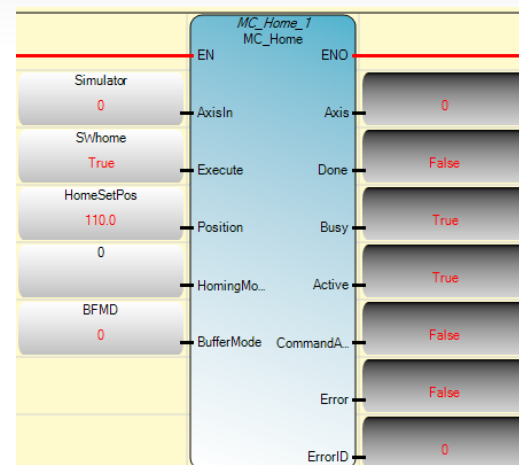 MC_Home_1
MC_Home
EN ENO
Simulator
0 AxisIn Axis 0
SWhome
True Execute Done False
HomeSetPos
110.0 Position Busy True
0
HomingMo... Active True
BFMD
0 BufferMode CommandA... False
Error False
ErrorID 0